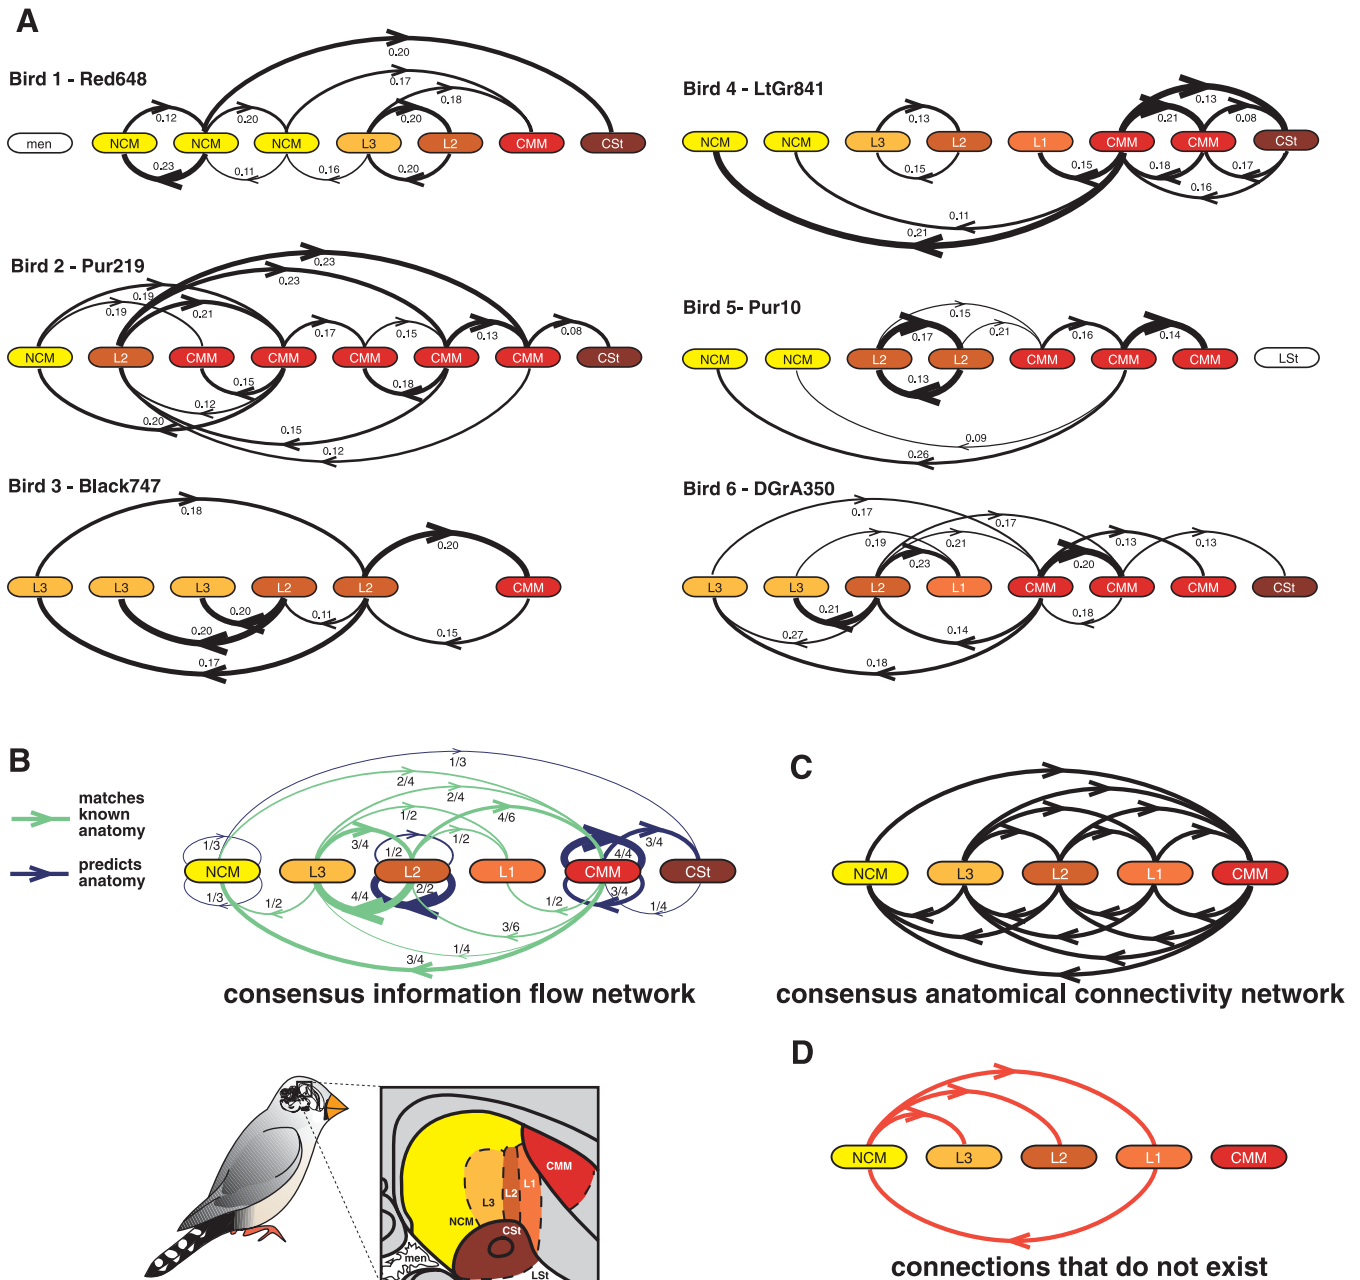 A
Bird 1 - Red648
0.20
0.17
0.18
0.12
0.20
0.20
men
NCM
NCM
NCM
L3
L2
CMM
CSt
0.23
0.11
0.16
0.20
Bird 4 - LtGr841
0.13
0.13
0.21
0.08
NCM
NCM
L3
L2
L1
CMM
CMM
CSt
0.15
0.15
0.18
0.17
0.16
0.11
0.21
Bird 2 - Pur219
0.23
0.23
0.19
0.19
0.21
0.17
0.15
0.13
0.08
NCM
L2
CMM
CMM
CMM
CMM
CMM
CSt
0.15
0.18
0.12
0.20
0.15
0.12
Bird 5- Pur10
0.15
0.17
0.21
0.16
0.14
NCM
NCM
L2
L2
CMM
CMM
CMM
LSt
0.13
0.09
0.26
Bird 3 - Black747
0.18
0.20
L3
L3
L3
L2
L2
CMM
0.20
0.11
0.20
0.15
0.17
Bird 6 - DGrA350
0.17
0.17
0.19
0.21
0.13
0.13
0.23
0.20
L3
L3
L2
L1
CMM
CMM
CMM
CSt
0.21
0.18
0.27
0.14
0.18
B
matches
known
anatomy
predicts
anatomy
1/3
2/4
2/4
1/2
4/6
1/3
3/4
1/2
1/2
4/4
3/4
NCM
L3
L2
L1
CMM
CSt
1/3
1/2
4/4
2/2
1/2
3/4
1/4
3/6
1/4
3/4
consensus information flow network
C
NCM
L3
L2
L1
CMM
consensus anatomical connectivity network
CMM
L3
L2
L1
NCM
CSt
men
LSt
D
NCM
L3
L2
L1
CMM
connections that do not exist